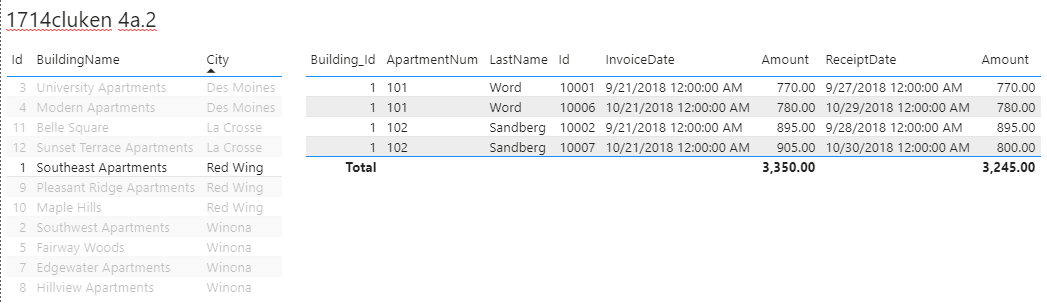 1714cluken 4a.2
Id BuildingName City
3 University Apartments Des Moines
4 Modern Apartments Des Moines
11 Belle Square La Crosse
12 Sunset Terrace Apartments La Crosse
1 Southeast Apartments Red Wing
9 Pleasant Ridge Apartments Red Wing
10 Maple Hills Red Wing
2 Southwest Apartments Winona
5 Fairway Woods Winona
7 Edgewater Apartments Winona
8 Hillview Apartments Winona
Building_Id ApartmentNum LastName Id InvoiceDate Amount ReceiptDate Amount
1 101 Word 10001 9/21/2018 12:00:00 AM 770.00 9/27/2018 12:00:00 AM 770.00
1 101 Word 10006 10/21/2018 12:00:00 AM 780.00 10/29/2018 12:00:00 AM 780.00
1 102 Sandberg 10002 9/21/2018 12:00:00 AM 895.00 9/28/2018 12:00:00 AM 895.00
1 102 Sandberg 10007 10/21/2018 12:00:00 AM 905.00 10/30/2018 12:00:00 AM 800.00
Total 3,350.00 3,245.00